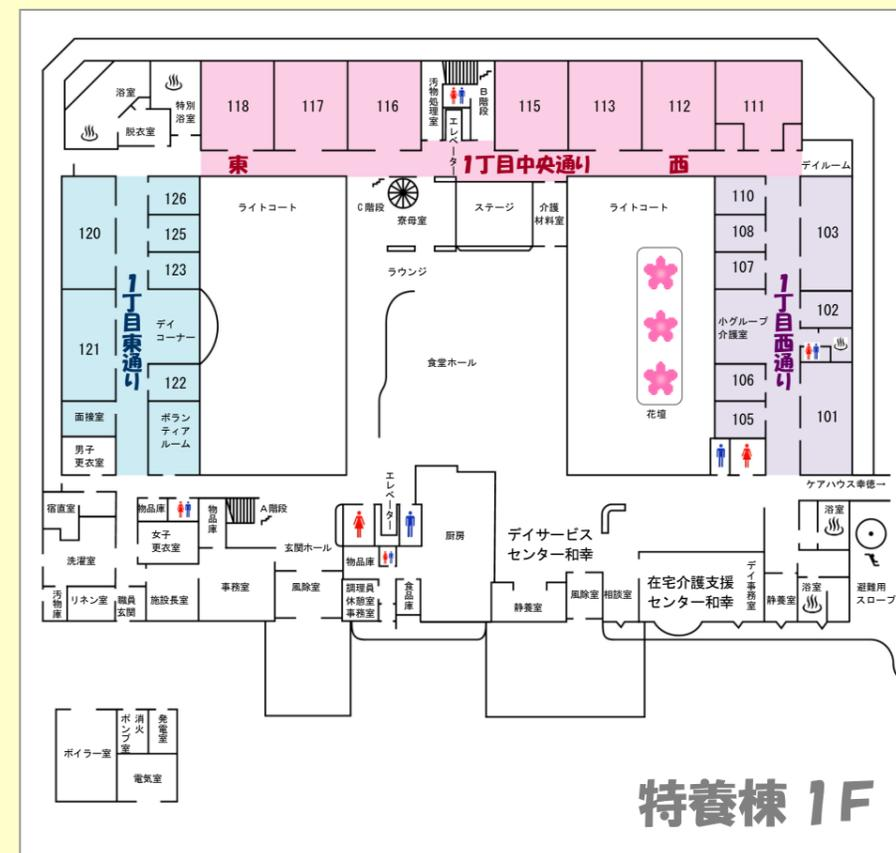 浴室
特別
浴室
脱衣室
118
117
116
汚物処理室
B階段
エレベーター
115
113
112
111
東
1丁目中央通り
西
デイルーム
120
126
125
123
デイ
コーナー
121
122
1丁目東通り
面接室
ボラン
ティア
ルーム
男子
更衣室
ライトコート
C階段
寮母室
ステージ
介護
材料室
ラウンジ
食堂ホール
ライトコート
花壇
110
108
107
小グループ
介護室
106
105
1丁目西通り
103
102
101
ケアハウス幸徳→
宿直室
物品庫
物品庫
A階段
女子
更衣室
洗濯室
玄関ホール
エレベーター
物品庫
厨房
デイサービス
センター和幸
浴室
汚物庫
リネン室
職員
玄関
施設長室
事務室
風除室
調理員
休憩室
事務室
食品庫
静養室
風除室
相談室
在宅介護支援
センター和幸
デイ事務室
静養室
浴室
避難用
スロープ
ボイラー室
消火
ポンプ室
発電室
電気室
特養棟 1F